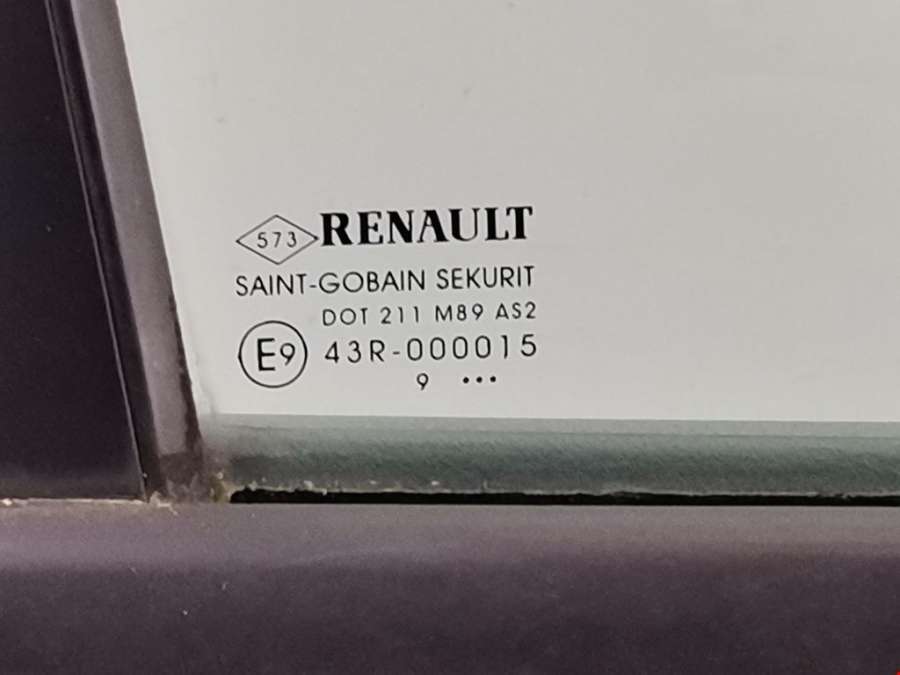 573 RENAULT
SAINT-GOBAIN SEKURIT
DOT 211 M89 AS2
E9 43R-000015
9 •••